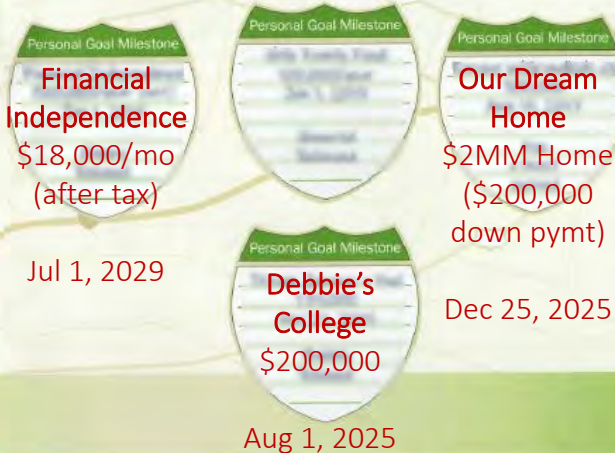 Personal Goal Milestone
Financial
Independence
$18,000/mo
(after tax)
Jul 1, 2029
Personal Goal Milestone
Personal Goal Milestone
Our Dream
Home
$2MM Home
($200,000
down pymt)
Dec 25, 2025
Personal Goal Milestone
Debbie's
College
$200,000
Aug 1, 2025